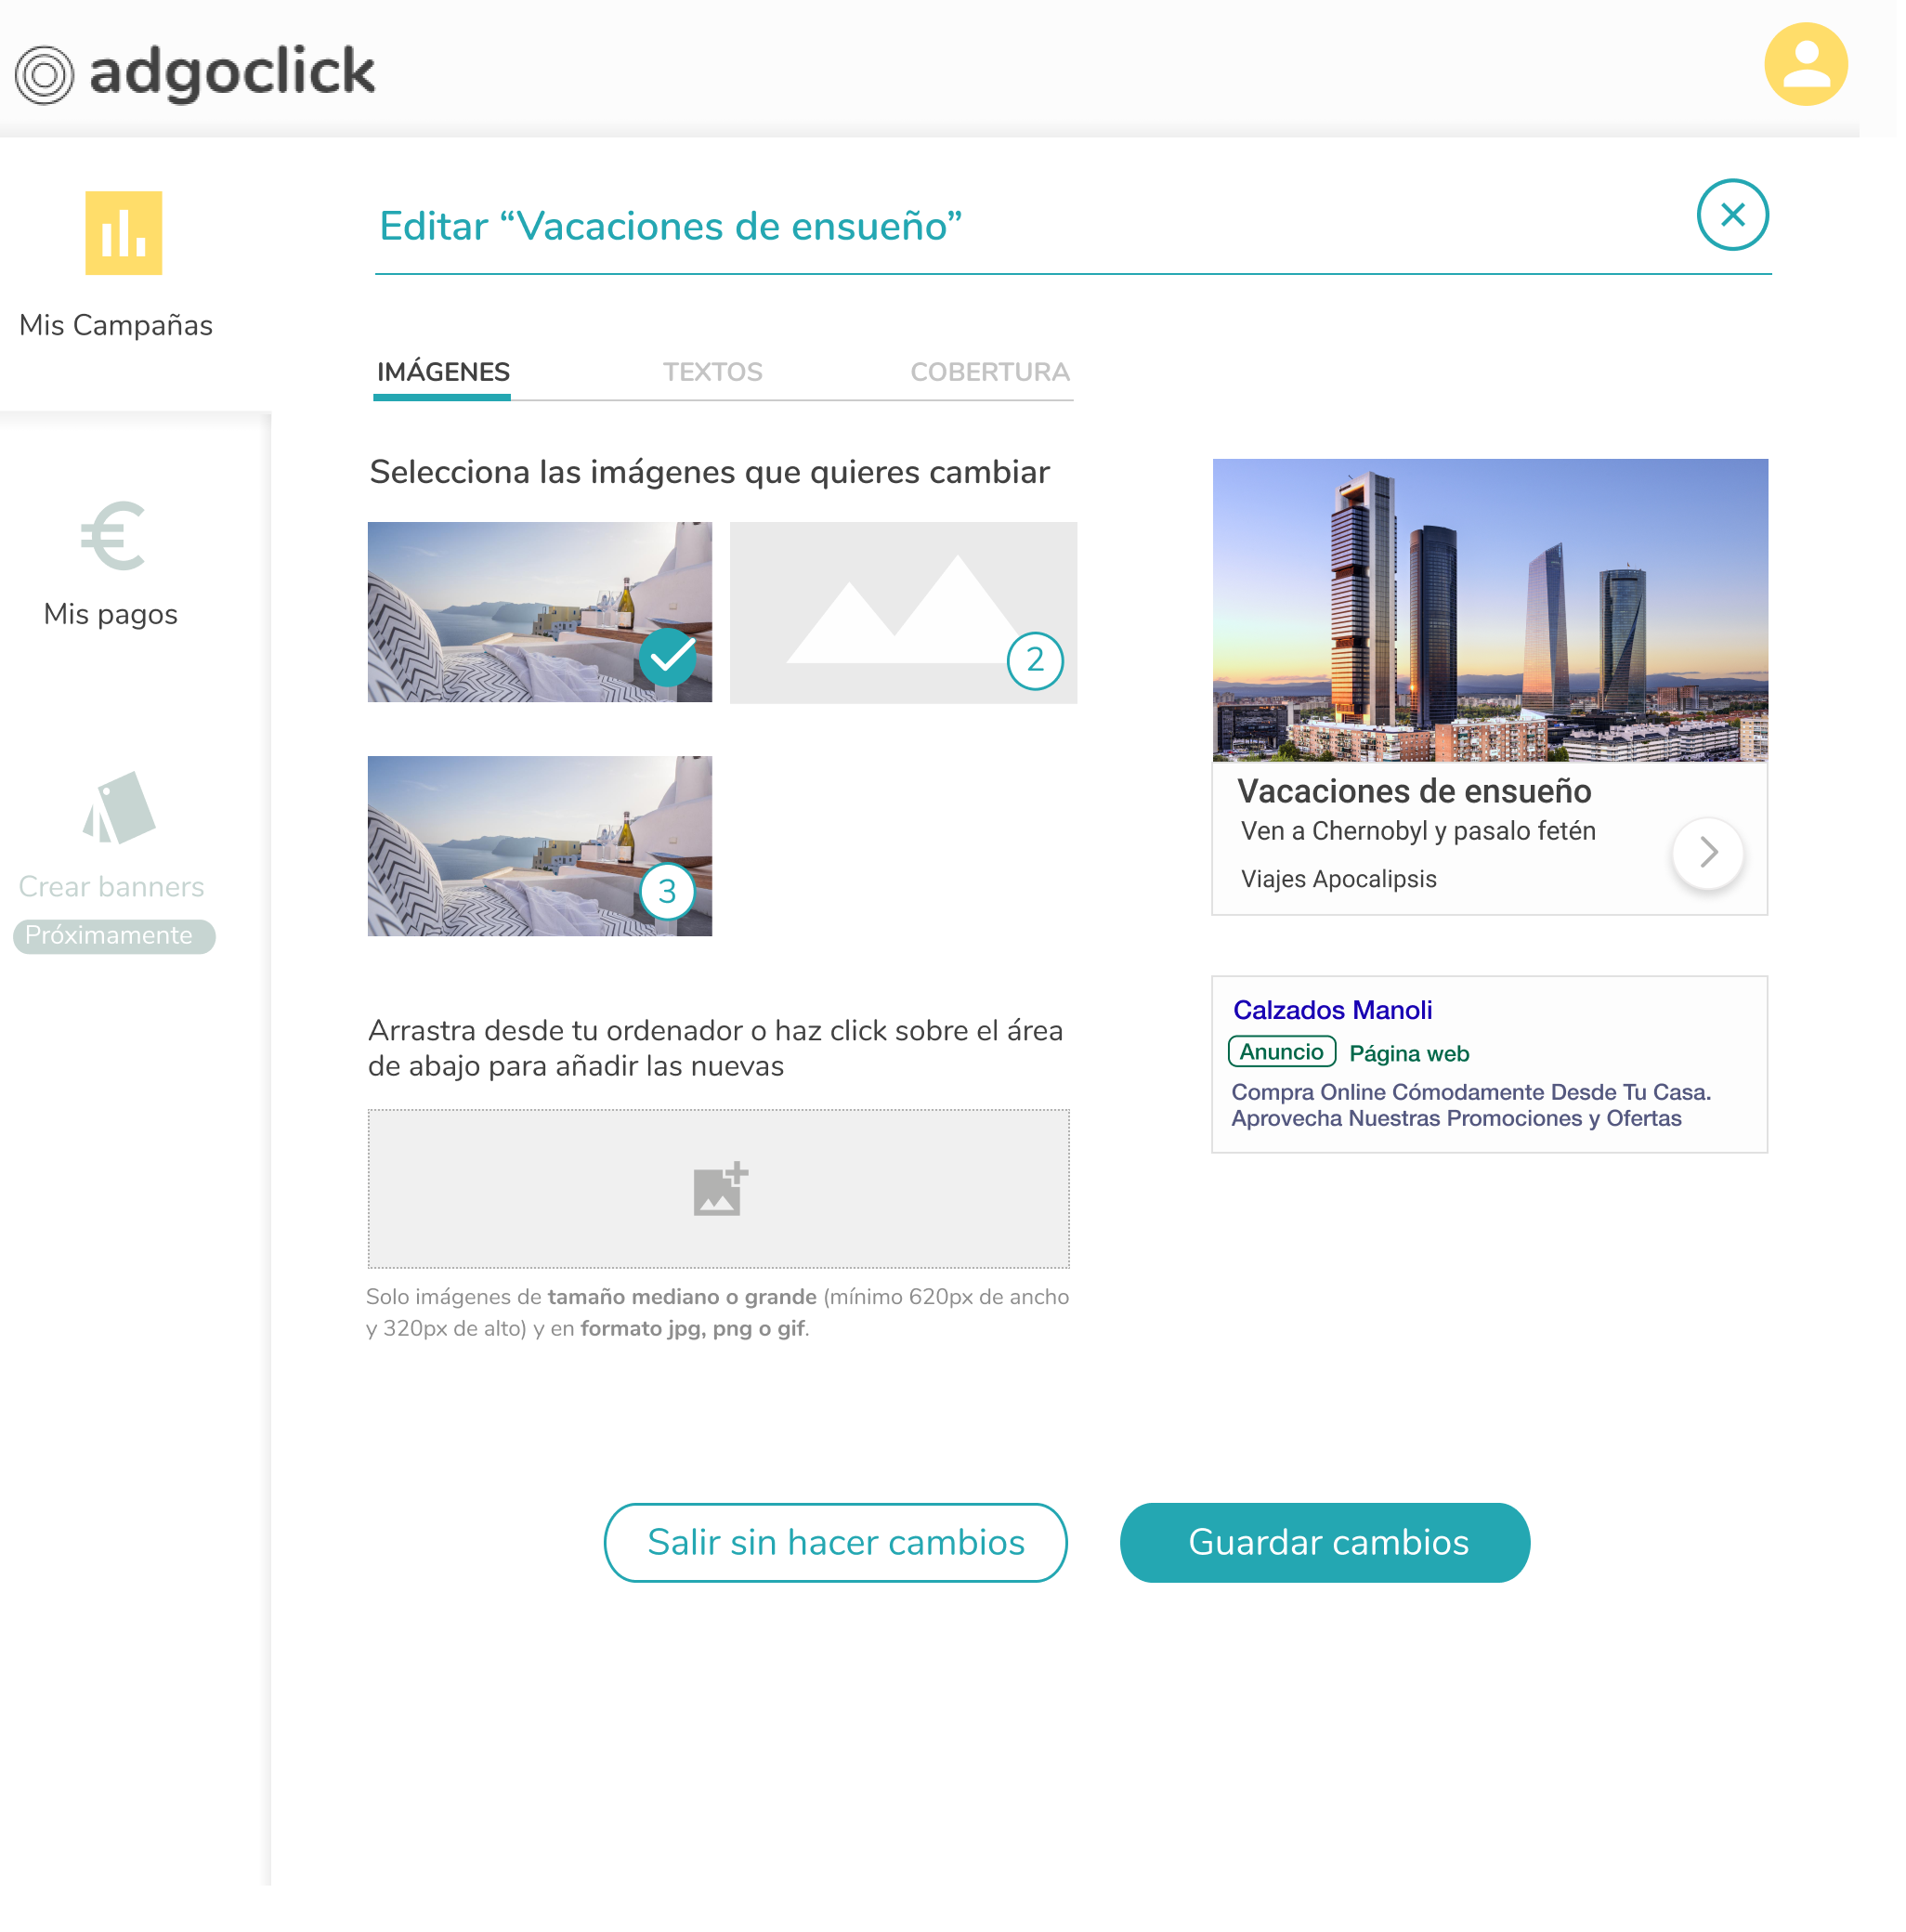 adgoclick
Mis Campañas
Mis pagos
Crear banners
Próximamente
Editar “Vacaciones de ensueño”
IMÁGENES
TEXTOS
COBERTURA
Selecciona las imágenes que quieres cambiar
2
3
Arrastra desde tu ordenador o haz click sobre el área
de abajo para añadir las nuevas
Solo imágenes de tamaño mediano o grande (mínimo 620px de ancho
y 320px de alto) y en formato jpg, png o gif.
Vacaciones de ensueño
Ven a Chernobyl y pasalo fetén
Viajes Apocalipsis
Calzados Manoli
Anuncio Página web
Compra Online Cómodamente Desde Tu Casa.
Aprovecha Nuestras Promociones y Ofertas
Salir sin hacer cambios
Guardar cambios